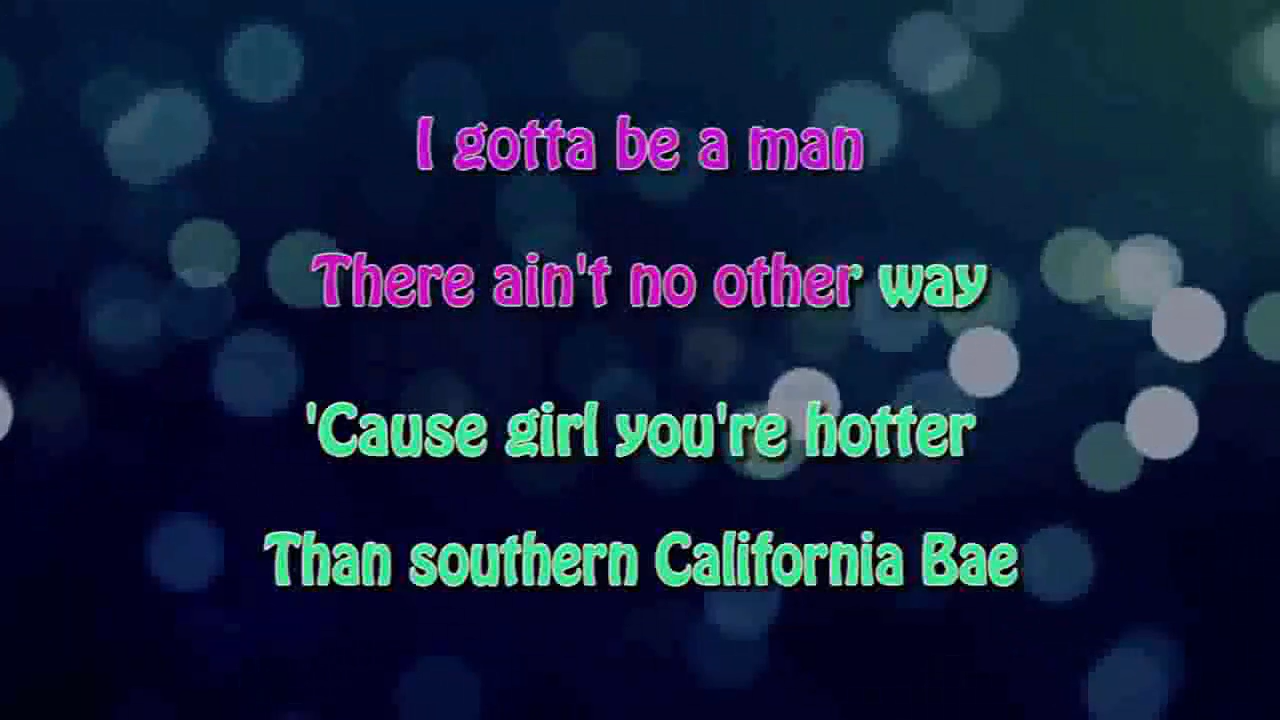 I gotta be a man
There ain't no other way
'Cause girl you're hotter
Than southern California Bae